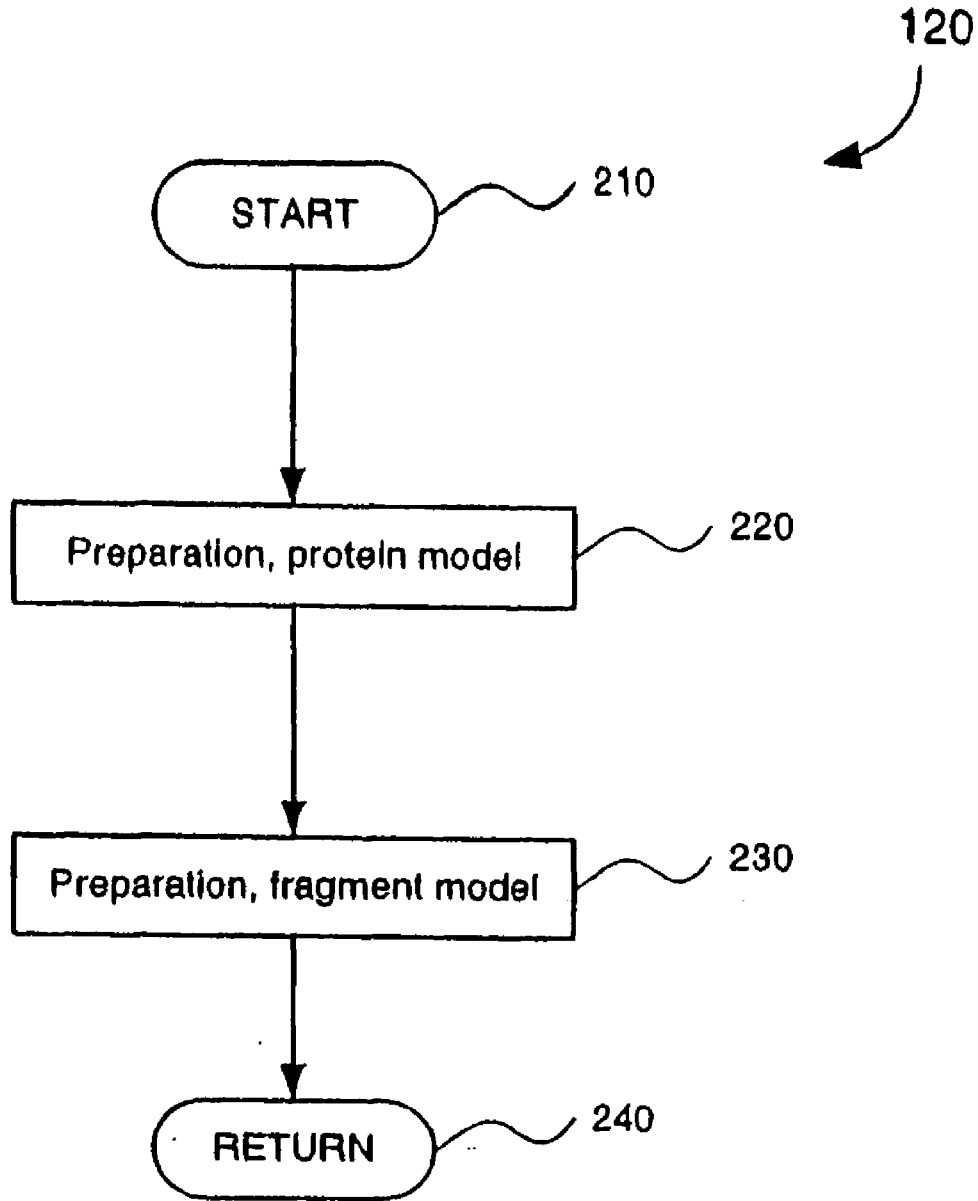 120
START
210
Preparation, protein model
220
Preparation, fragment model
230
RETURN
240